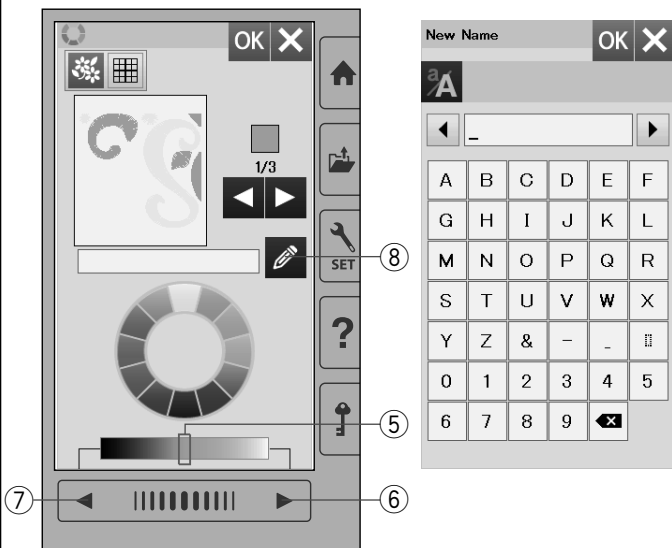 OK
1/3
SET
?
⑧
⑤
⑦
⑥
New Name
OK
a/A
_
A B C D E F
G H I J K L
M N O P Q R
S T U V W X
Y Z & - _
0 1 2 3 4 5
6 7 8 9